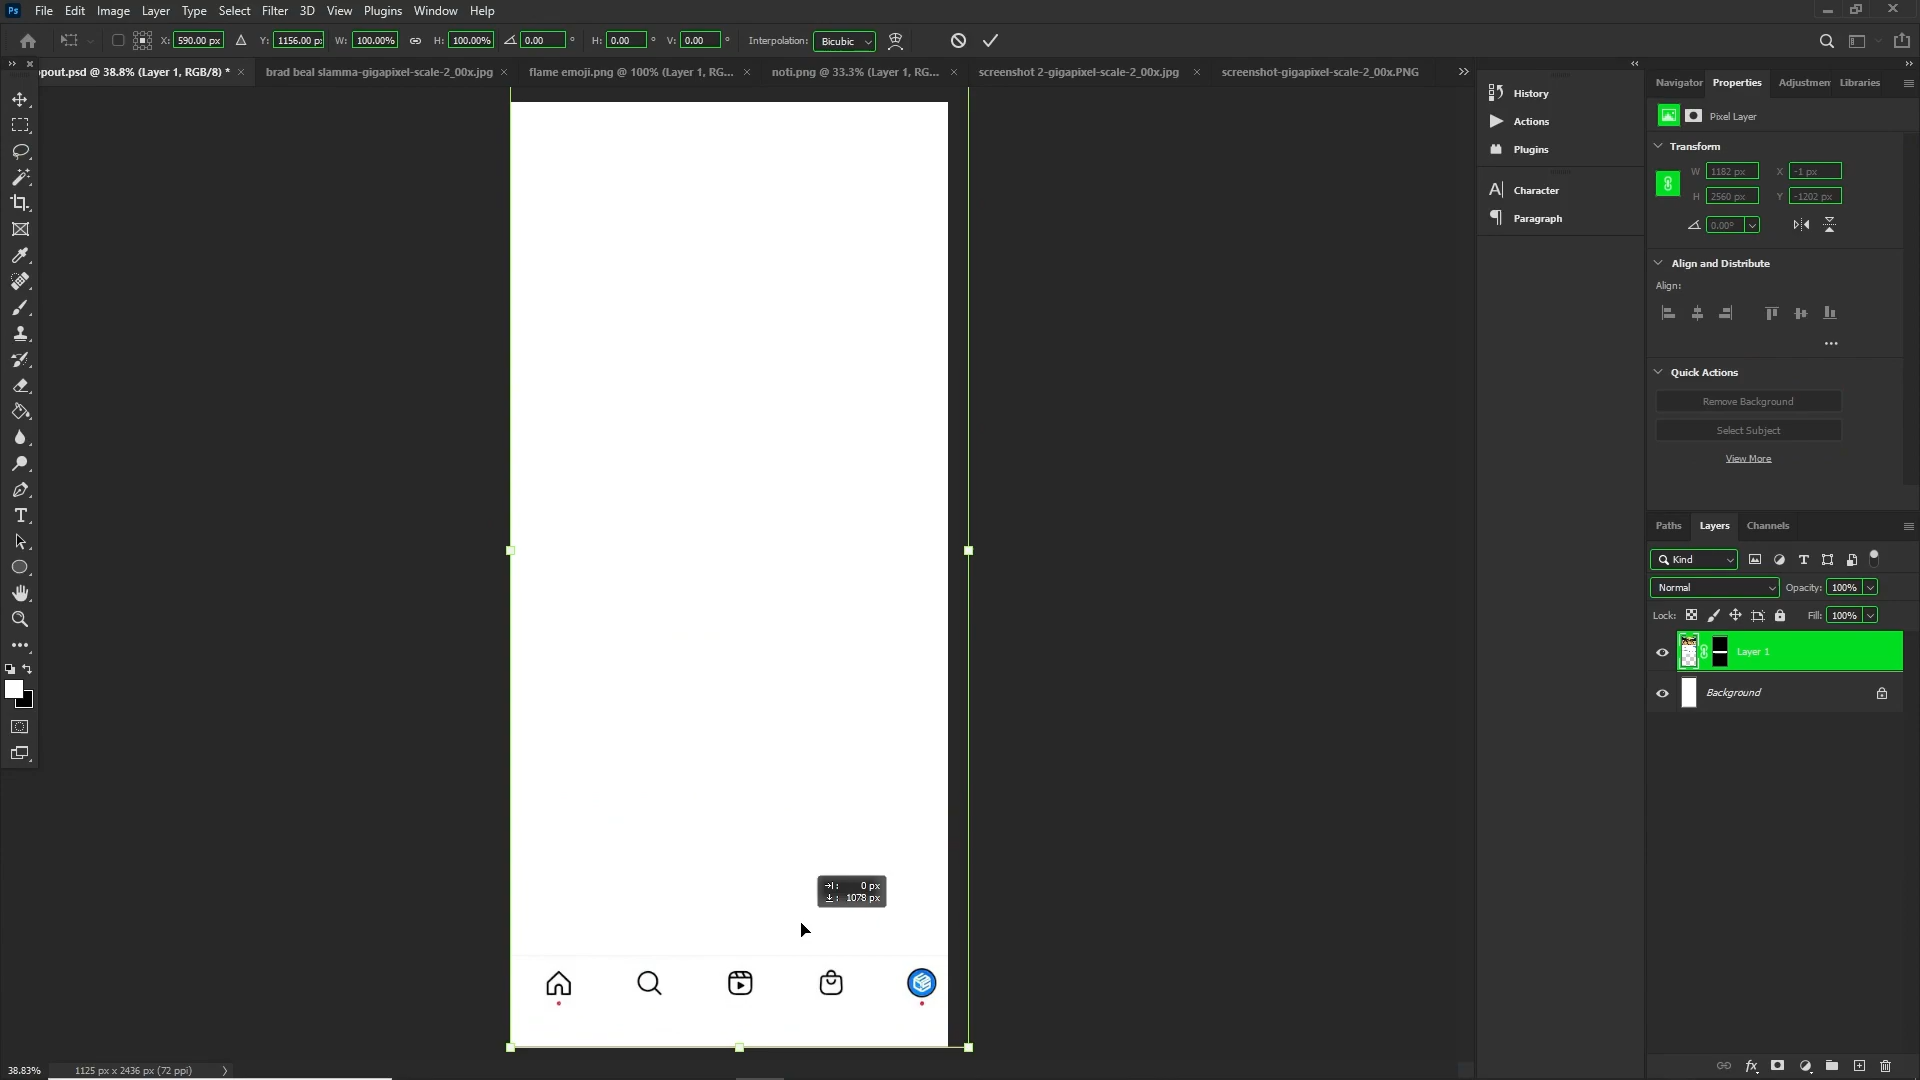 Ps File Edit Image Layer Type Select Filter 3D View Plugins Window Help
X: 590.00 px Y: 1156.00 p: W: 100.00% H: 100.00% 0.00 ° H: 0.00 ° V: 0.00 ° Interpolation: Bicubic
popout.psd @ 38.8% (Layer 1, RGB/8) * × brad beal slamma-gigapixel-scale-2_00x.jpg × flame emoji.png @ 100% (Layer 1, RG... × noti.png @ 33.3% (Layer 1, RG... × screenshot 2-gigapixel-scale-2_00x.jpg × screenshot-gigapixel-scale-2_00x.PNG
History
Actions
Plugins
Character
Paragraph
Navigator Properties Adjustmen Libraries
Pixel Layer
Transform
W 1182 px X -1 px
H 2560 px Y -1202 px
0.00°
Align and Distribute
Align:
Quick Actions
Remove Background
Select Subject
View More
Paths Layers Channels
Kind
Normal Opacity: 100%
Lock: Fill: 100%
Layer 1
Background
fx
0 px
1078 px
38.83% 1125 px x 2436 px (72 ppi)